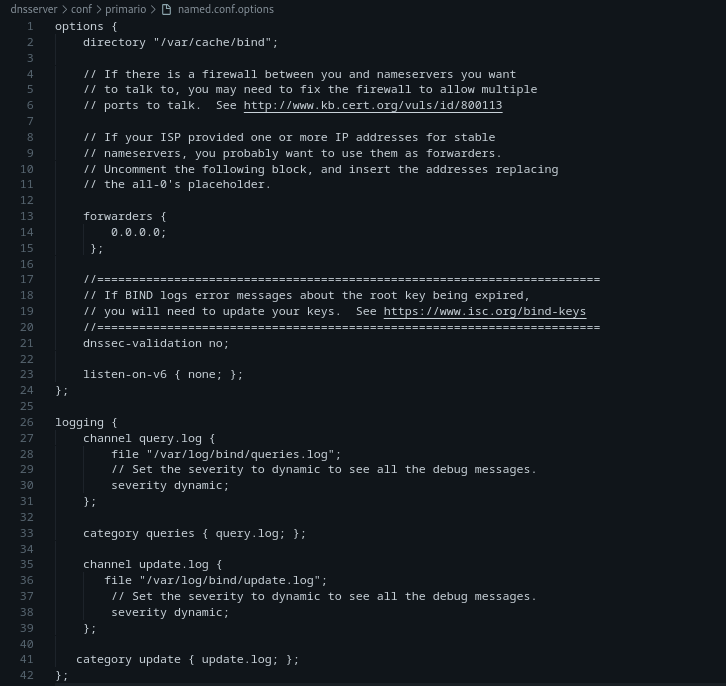 dnsserver > conf > primario > named.conf.options
1 options {
2 directory "/var/cache/bind";
3
4 // If there is a firewall between you and nameservers you want
5 // to talk to, you may need to fix the firewall to allow multiple
6 // ports to talk.  See http://www.kb.cert.org/vuls/id/800113
7
8 // If your ISP provided one or more IP addresses for stable
9 // nameservers, you probably want to use them as forwarders.
10 // Uncomment the following block, and insert the addresses replacing
11 // the all-0's placeholder.
12
13 forwarders {
14 0.0.0.0;
15 };
16
17 //========================================================================
18 // If BIND logs error messages about the root key being expired,
19 // you will need to update your keys.  See https://www.isc.org/bind-keys
20 //========================================================================
21 dnssec-validation no;
22
23 listen-on-v6 { none; };
24 };
25
26 logging {
27 channel query.log {
28 file "/var/log/bind/queries.log";
29 // Set the severity to dynamic to see all the debug messages.
30 severity dynamic;
31 };
32
33 category queries { query.log; };
34
35 channel update.log {
36 file "/var/log/bind/update.log";
37 // Set the severity to dynamic to see all the debug messages.
38 severity dynamic;
39 };
40
41 category update { update.log; };
42 };